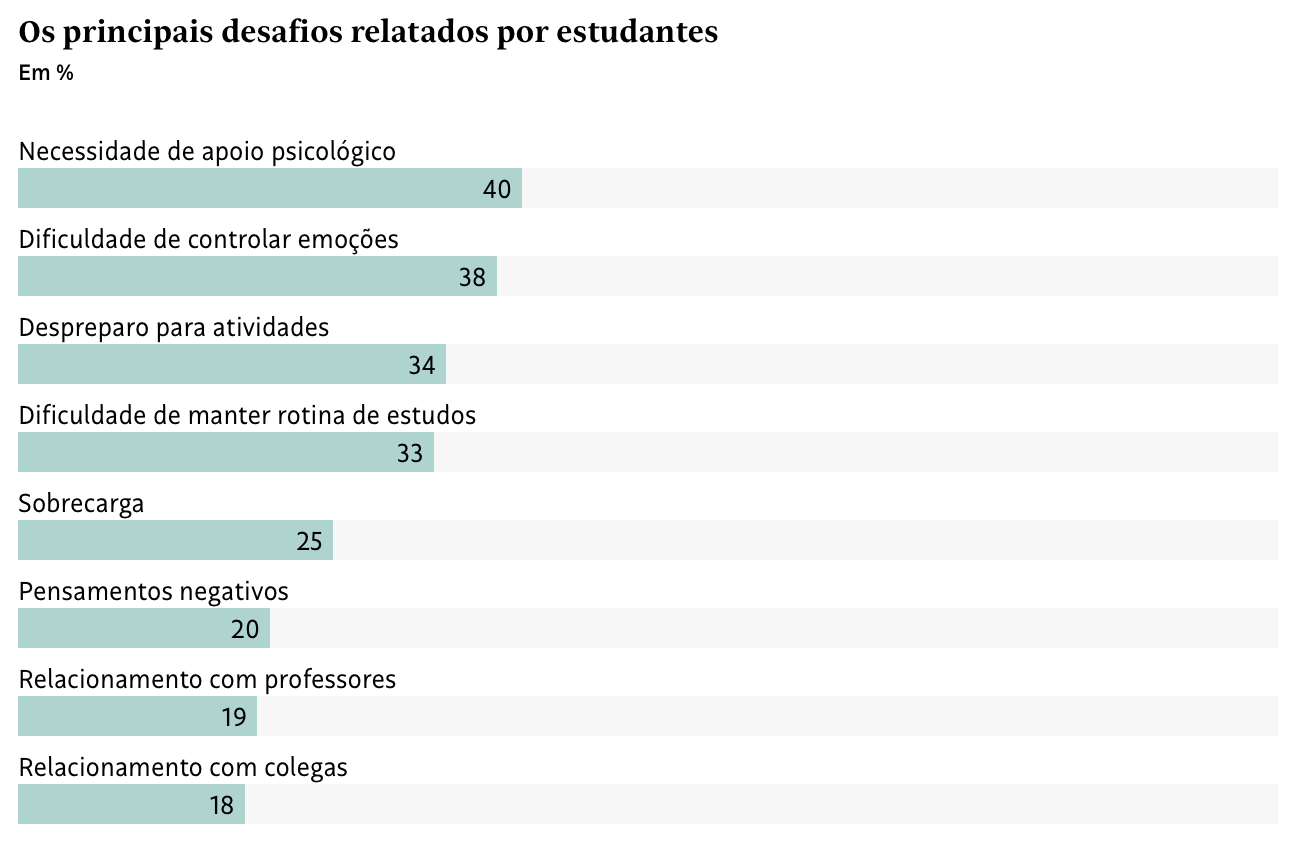 Os principais desafios relatados por estudantes
Em %
Necessidade de apoio psicológico
40
Dificuldade de controlar emoções
38
Despreparo para atividades
34
Dificuldade de manter rotina de estudos
33
Sobrecarga
25
Pensamentos negativos
20
Relacionamento com professores
19
Relacionamento com colegas
18